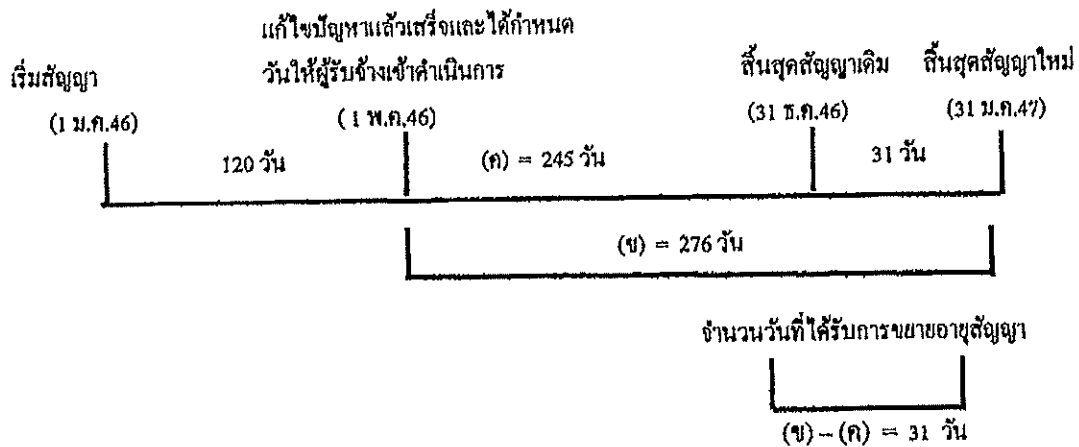 แก้ไขปัญหาแล้วเสร็จและได้กำหนด
วันให้ผู้รับจ้างเข้าดำเนินการ
เริ่มสัญญา
สิ้นสุดสัญญาเดิม
สิ้นสุดสัญญาใหม่
(1 ม.ค.46)
( 1 พ.ค.46)
(31 ธ.ค.46)
(31 ม.ค.47)
120 วัน
(ค) = 245 วัน
31 วัน
(ข) = 276 วัน
จำนวนวันที่ได้รับการขยายอายุสัญญา
(ข) – (ค) = 31 วัน